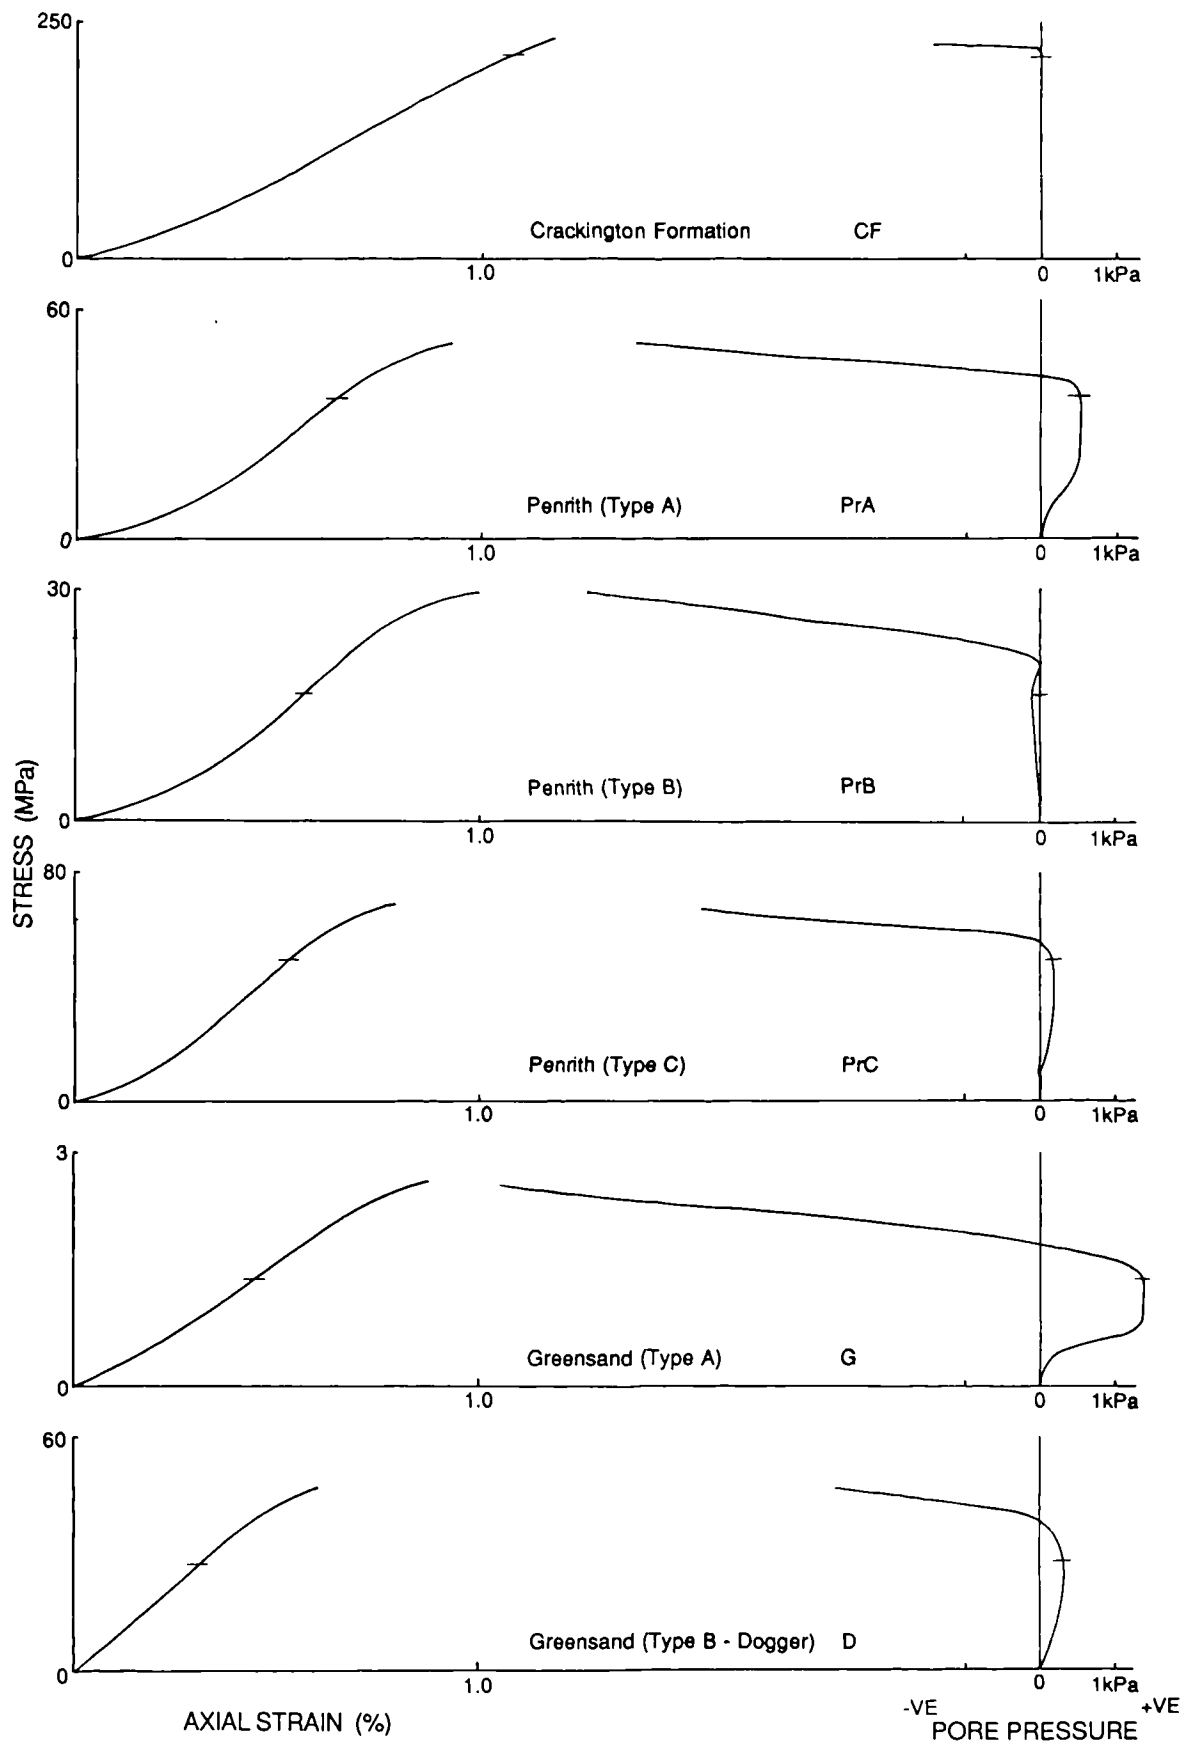 250
Crackington Formation CF
0
1.0 0 1kPa
60
Penrith (Type A) PrA
0
1.0 0 1kPa
30
Penrith (Type B) PrB
0
1.0 0 1kPa
STRESS (MPa)
80
Penrith (Type C) PrC
0
1.0 0 1kPa
3
Greensand (Type A) G
0
1.0 0 1kPa
60
Greensand (Type B - Dogger) D
0
1.0 0 1kPa
-VE +VE
AXIAL STRAIN (%) PORE PRESSURE